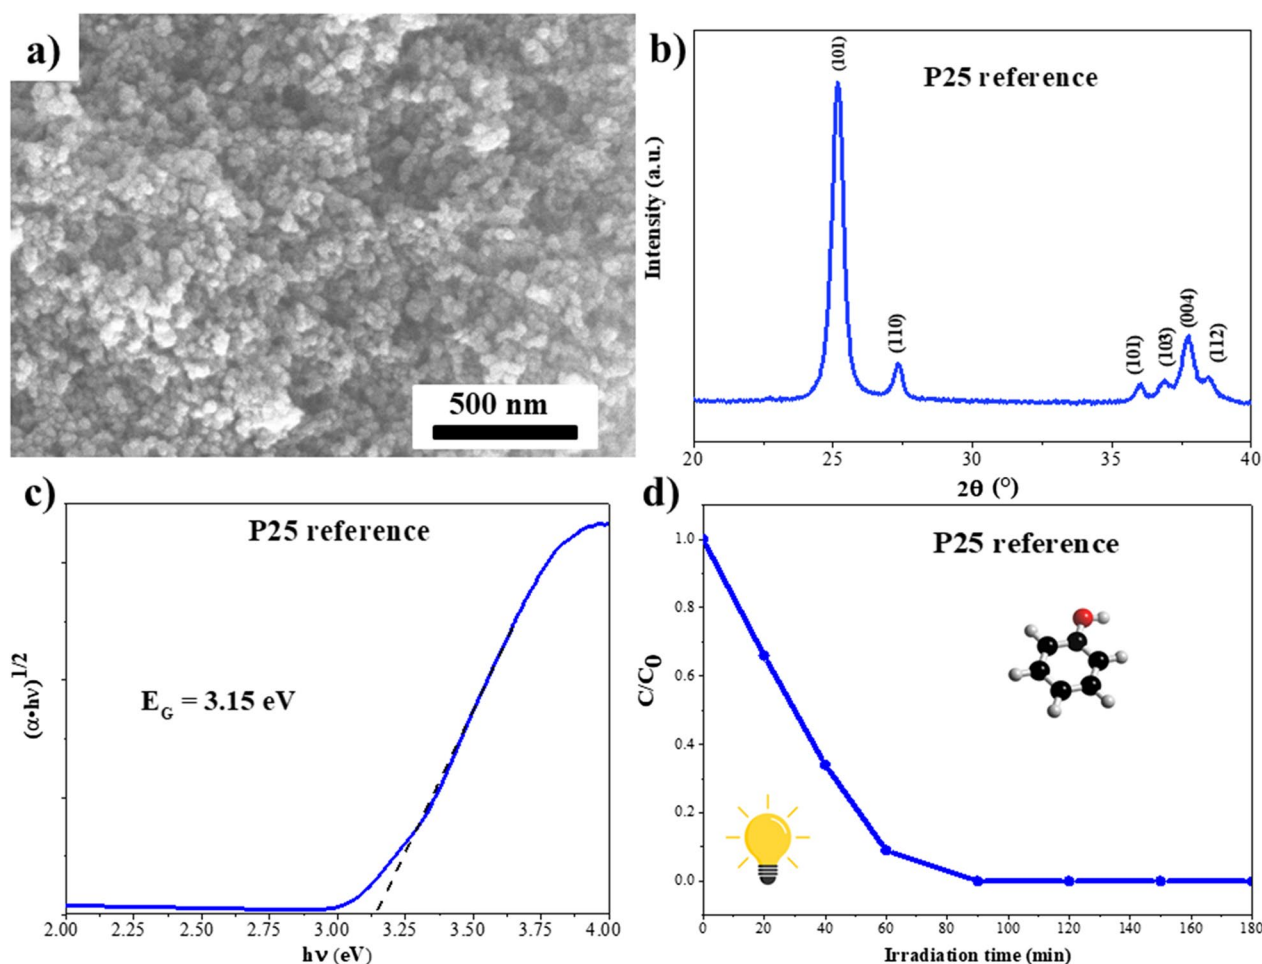 a)
500 nm
b)
P25 reference
(101)
(110)
(101)
(103)
(004)
(112)
Intensity (a.u.)
20 25 30 35 40
2θ (°)
c)
P25 reference
E_G = 3.15 eV
(α•hν)^1/2
2.00 2.25 2.50 2.75 3.00 3.25 3.50 3.75 4.00
hν (eV)
d)
P25 reference
C/C_0
1.0
0.8
0.6
0.4
0.2
0.0
0 20 40 60 80 100 120 140 160 180
Irradiation time (min)